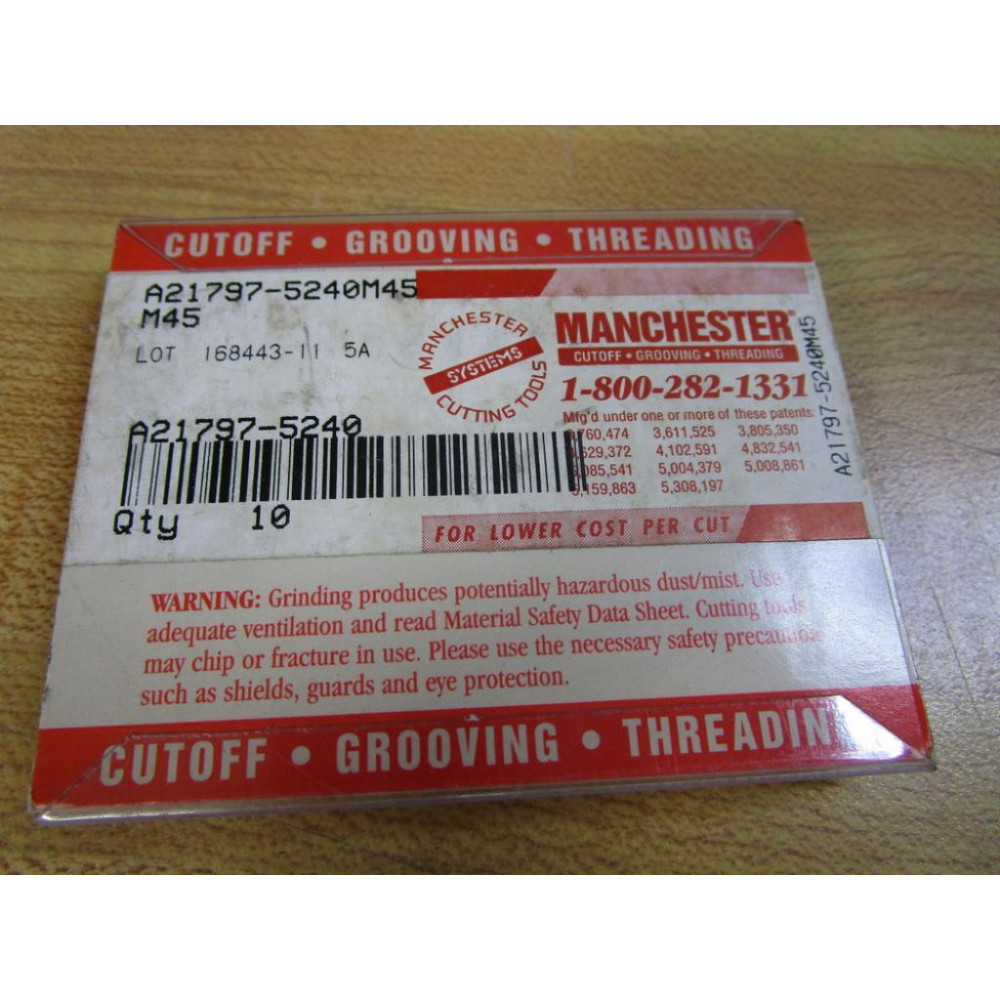 CUTOFF • GROOVING • THREADING
A21797-5240M45
M45
LOT 168443-11 5A
MANCHESTER
SYSTEMS
CUTTING TOOLS
MANCHESTER®
CUTOFF • GROOVING • THREADING
1-800-282-1331
Mfg'd under one or more of these patents:
3,611,525 3,805,350
4,102,591 4,832,541
5,004,379 5,008,861
5,159,863 5,308,197
A21797-5240M45
A21797-5240
Qty 10
FOR LOWER COST PER CUT
WARNING: Grinding produces potentially hazardous dust/mist. Use
adequate ventilation and read Material Safety Data Sheet. Cutting tools
may chip or fracture in use. Please use the necessary safety precautions
such as shields, guards and eye protection.
CUTOFF • GROOVING • THREADING